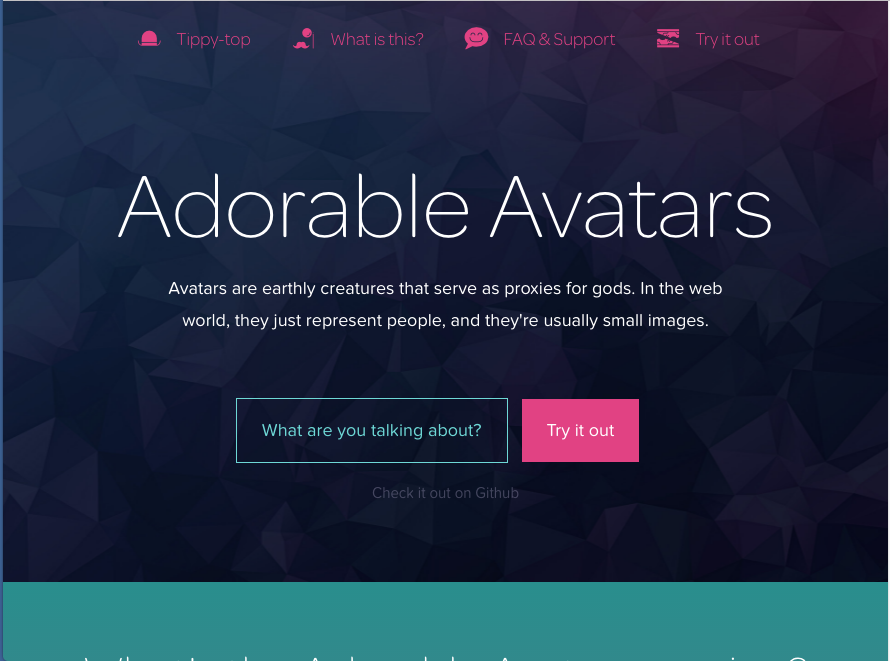 Tippy-top
What is this?
FAQ & Support
Try it out
Adorable Avatars
Avatars are earthly creatures that serve as proxies for gods. In the web
world, they just represent people, and they're usually small images.
What are you talking about?
Try it out
Check it out on Github